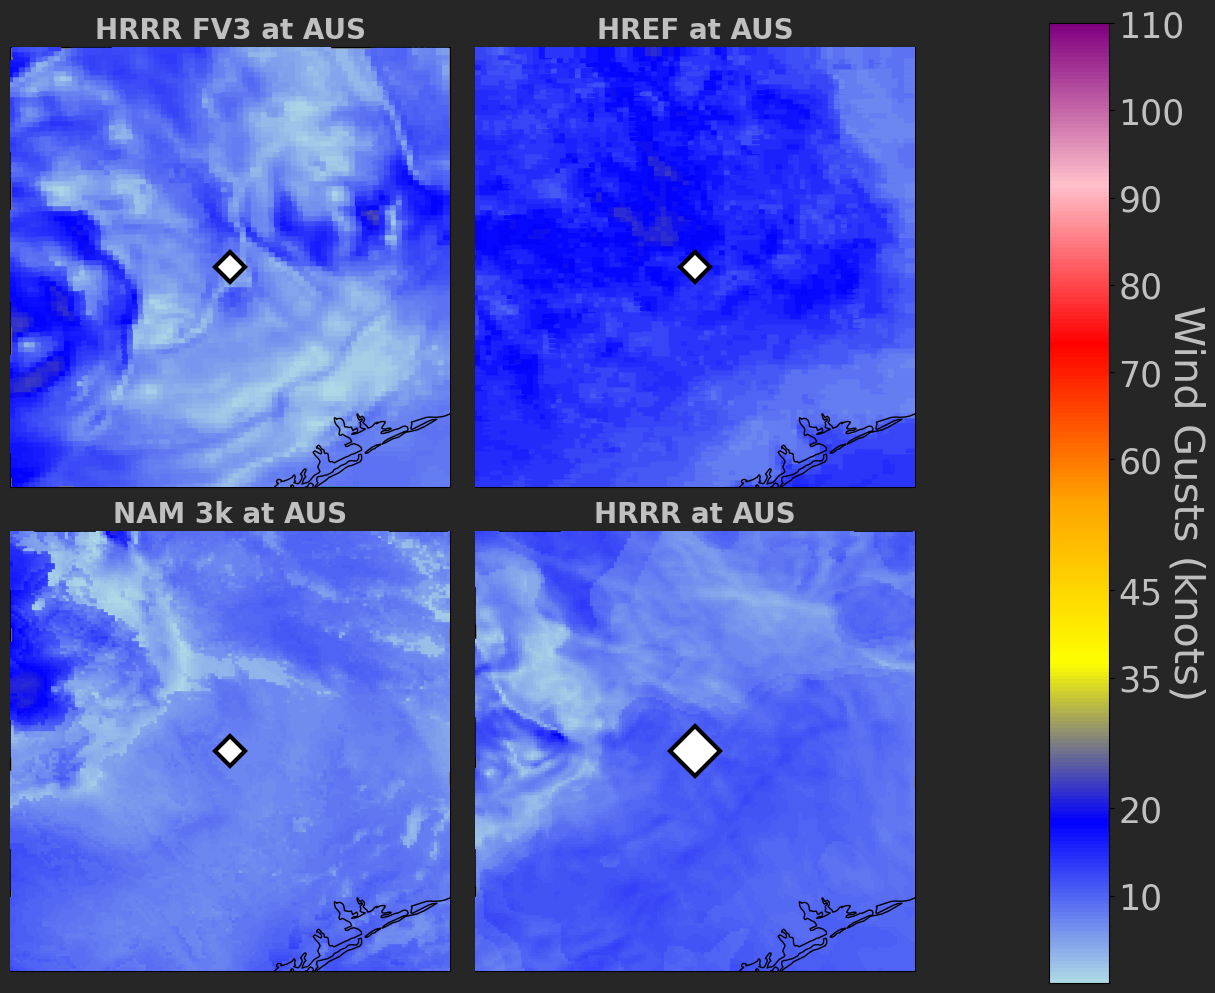 HRRR FV3 at AUS
HREF at AUS
NAM 3k at AUS
HRRR at AUS
110
100
90
80
70
60
45
35
20
10
Wind Gusts (knots)